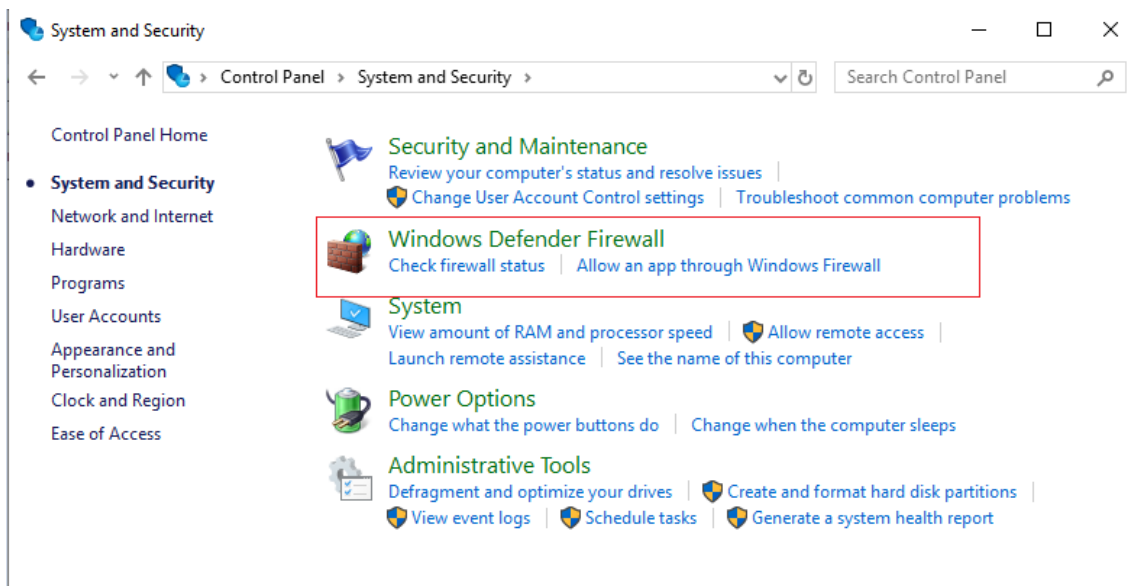 System and Security
Control Panel > System and Security >
Search Control Panel
Control Panel Home
System and Security
Network and Internet
Hardware
Programs
User Accounts
Appearance and
Personalization
Clock and Region
Ease of Access
Security and Maintenance
Review your computer's status and resolve issues
Change User Account Control settings
Troubleshoot common computer problems
Windows Defender Firewall
Check firewall status
Allow an app through Windows Firewall
System
View amount of RAM and processor speed
Allow remote access
Launch remote assistance
See the name of this computer
Power Options
Change what the power buttons do
Change when the computer sleeps
Administrative Tools
Defragment and optimize your drives
Create and format hard disk partitions
View event logs
Schedule tasks
Generate a system health report